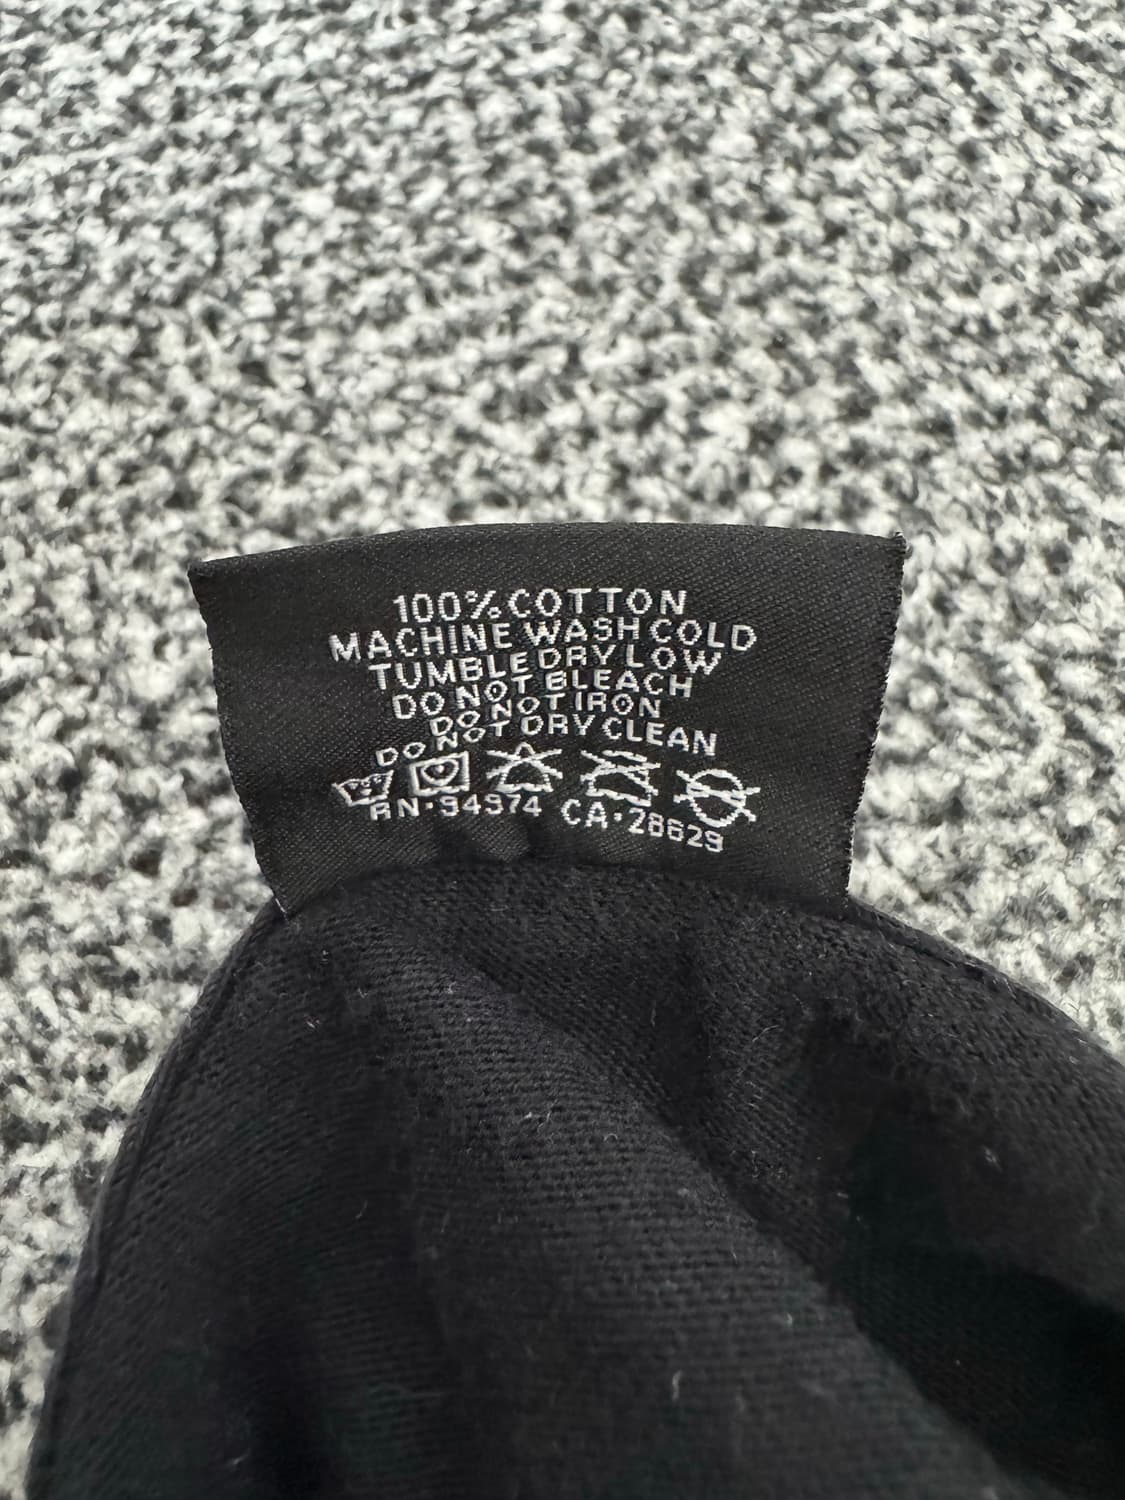 100% COTTON
MACHINE WASH COLD
TUMBLE DRY LOW
DO NOT BLEACH
DO NOT IRON
DO NOT DRY CLEAN
RN·94974 CA·28629